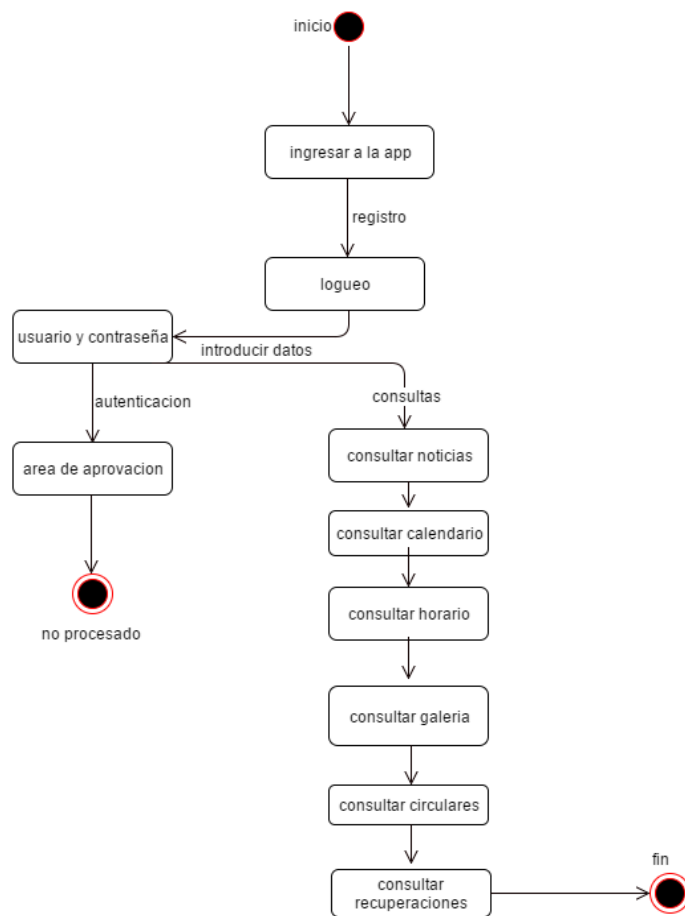 inicio
ingresar a la app
registro
logueo
usuario y contraseña
introducir datos
autenticacion
consultas
area de aprovacion
consultar noticias
consultar calendario
consultar horario
no procesado
consultar galeria
consultar circulares
consultar
recuperaciones
fin